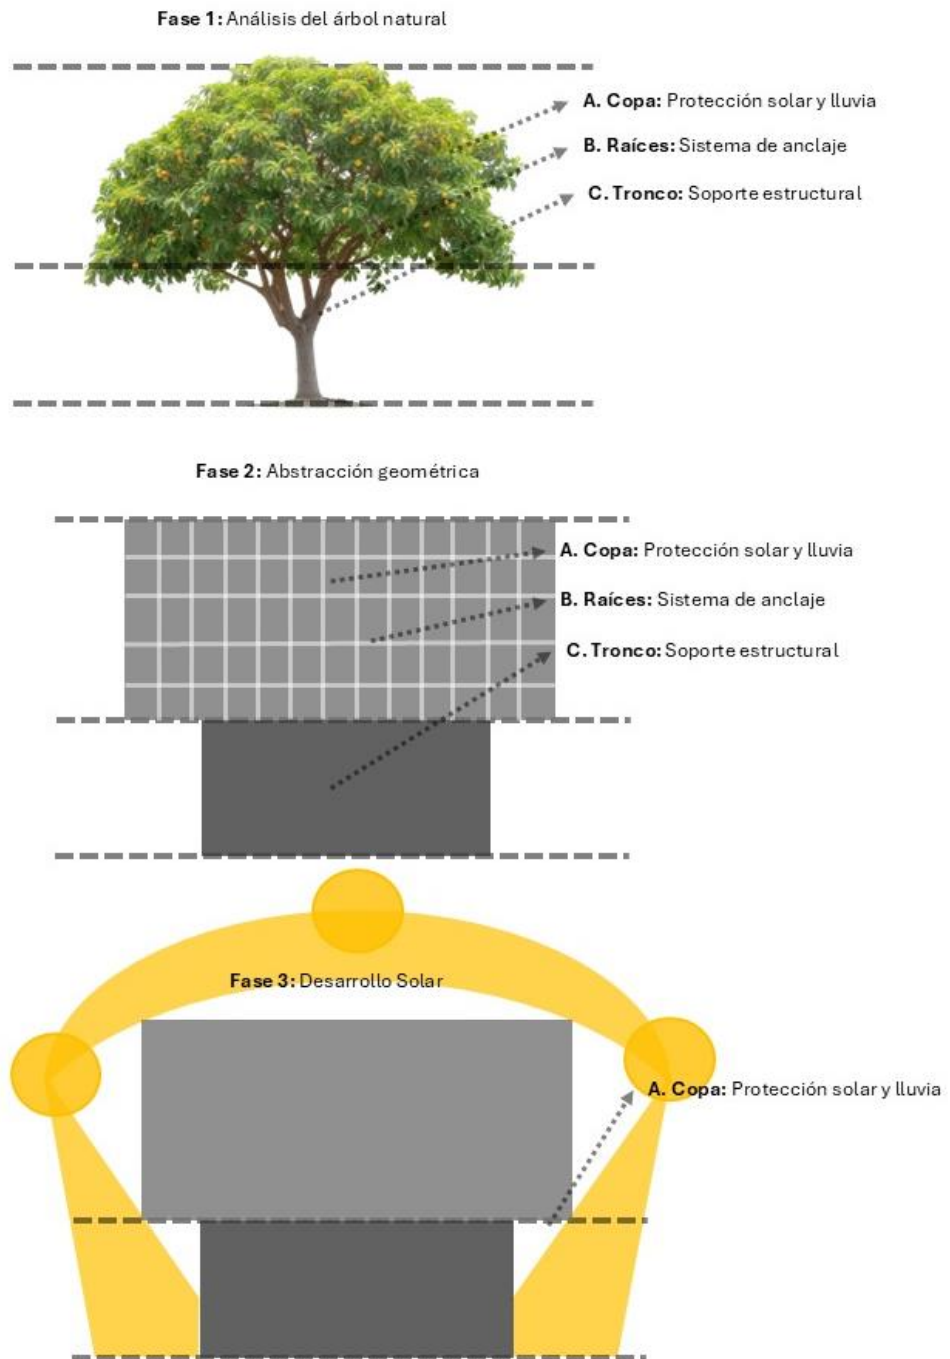 Fase 1: Análisis del árbol natural
A. Copa: Protección solar y lluvia
B. Raíces: Sistema de anclaje
C. Tronco: Soporte estructural
Fase 2: Abstracción geométrica
A. Copa: Protección solar y lluvia
B. Raíces: Sistema de anclaje
C. Tronco: Soporte estructural
Fase 3: Desarrollo Solar
A. Copa: Protección solar y lluvia